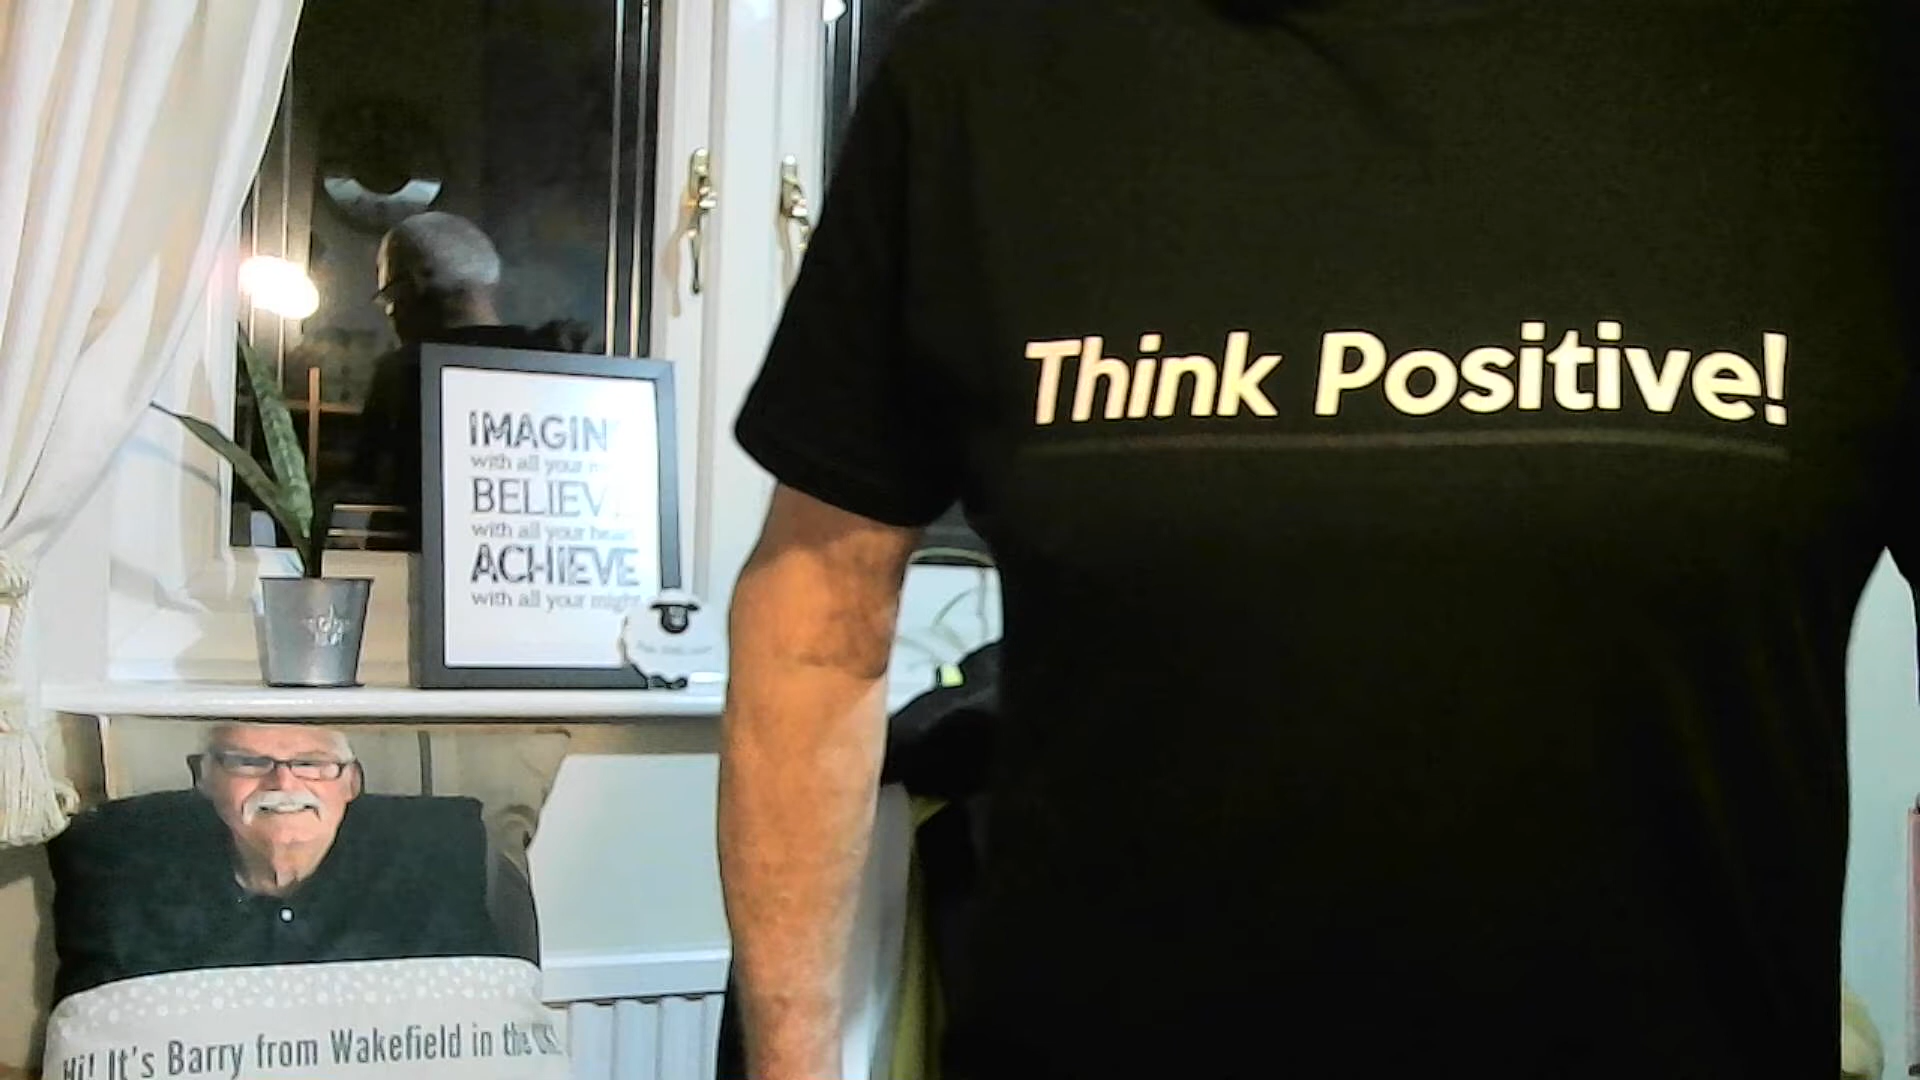 Think Positive!
IMAGIN
with all your
BELIEV
with all your
ACHIEVE
with all your might
Hi! It's Barry from Wakefield in the UK!